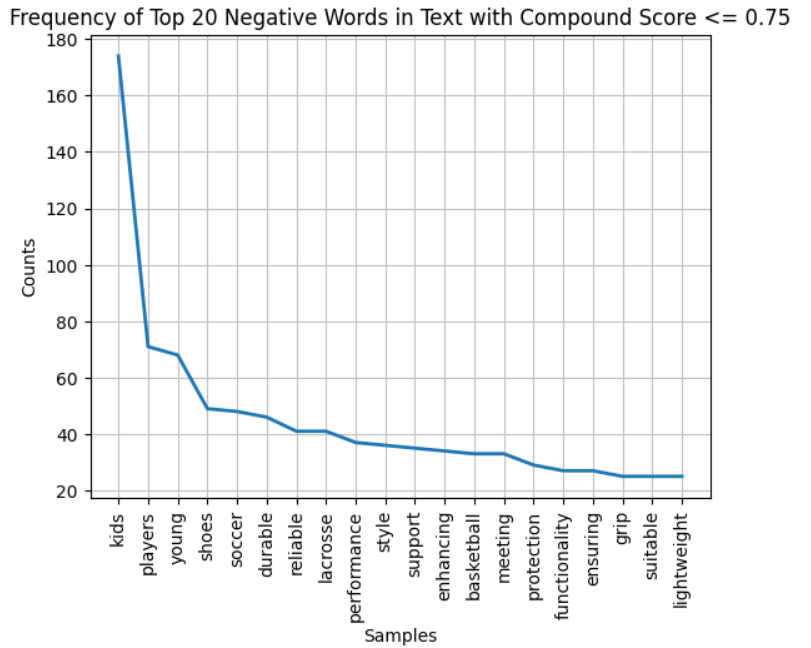 Frequency of Top 20 Negative Words in Text with Compound Score <= 0.75
180
160
140
120
100
80
60
40
20
Counts
kids
players
young
shoes
soccer
durable
reliable
lacrosse
performance
style
support
enhancing
basketball
meeting
protection
functionality
ensuring
grip
suitable
lightweight
Samples